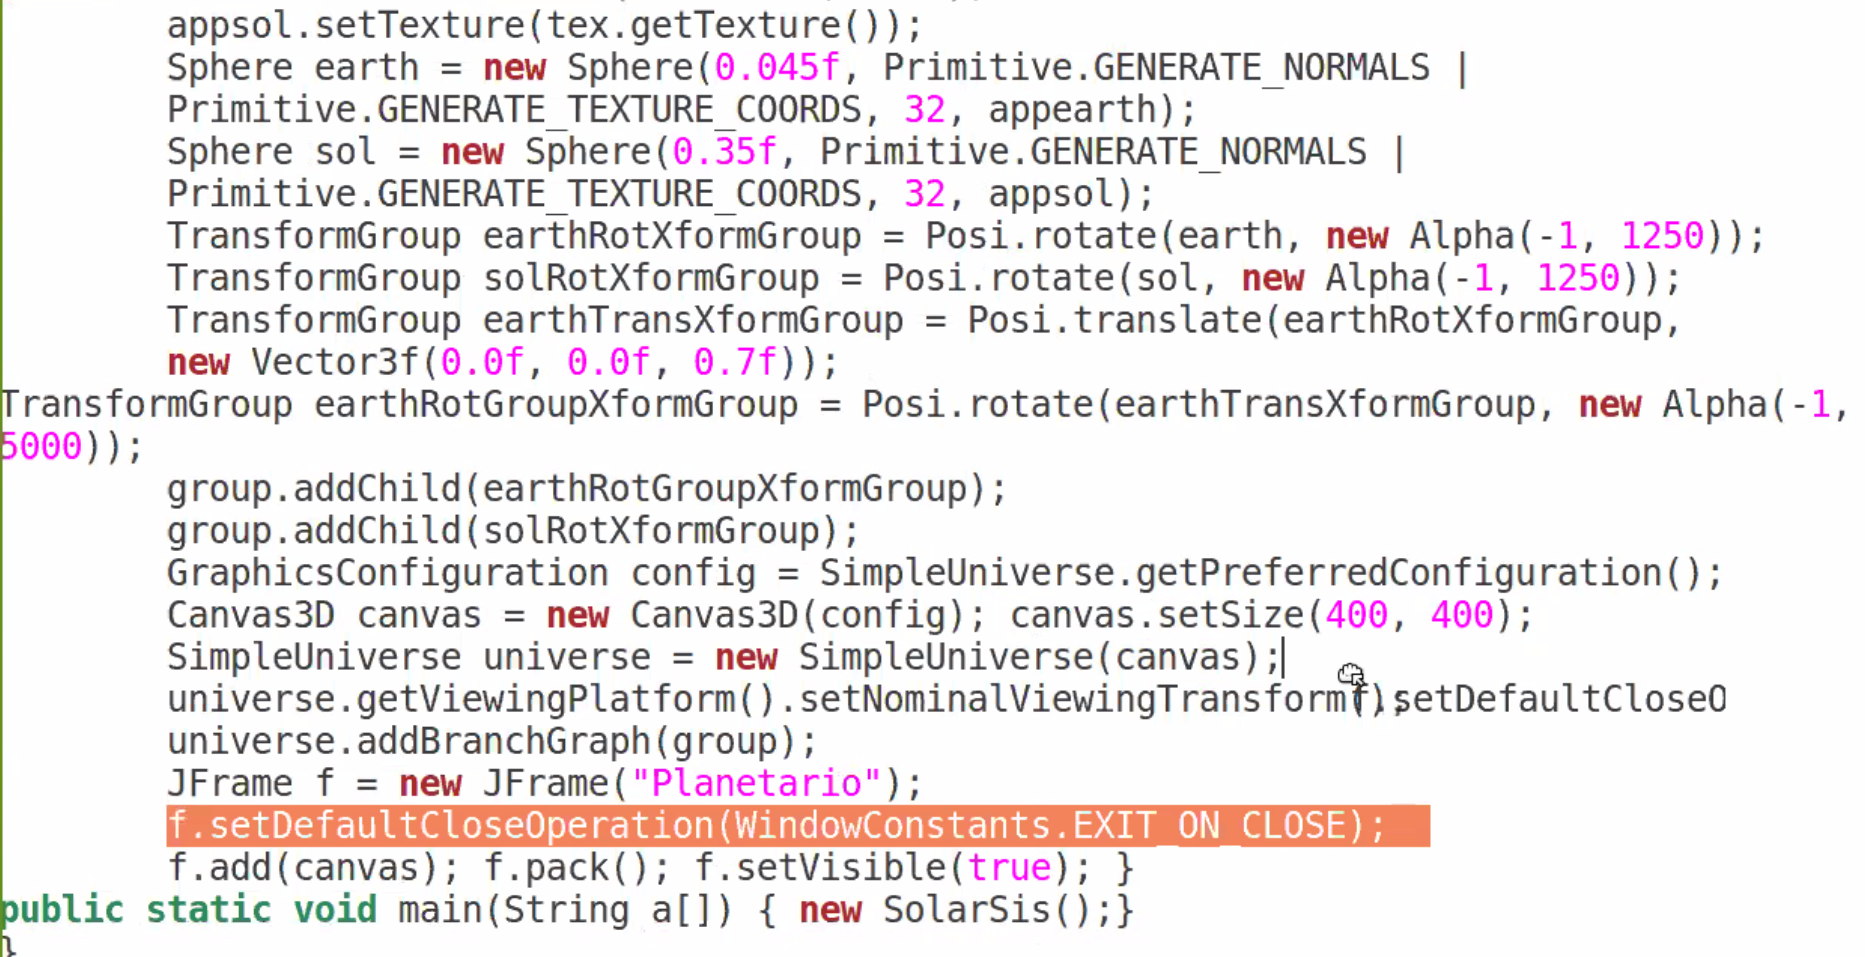 appsol.setTexture(tex.getTexture());
Sphere earth = new Sphere(0.045f, Primitive.GENERATE_NORMALS |
Primitive.GENERATE_TEXTURE_COORDS, 32, appearth);
Sphere sol = new Sphere(0.35f, Primitive.GENERATE_NORMALS |
Primitive.GENERATE_TEXTURE_COORDS, 32, appsol);
TransformGroup earthRotXformGroup = Posi.rotate(earth, new Alpha(-1, 1250));
TransformGroup solRotXformGroup = Posi.rotate(sol, new Alpha(-1, 1250));
TransformGroup earthTransXformGroup = Posi.translate(earthRotXformGroup,
new Vector3f(0.0f, 0.0f, 0.7f));
TransformGroup earthRotGroupXformGroup = Posi.rotate(earthTransXformGroup, new Alpha(-1,
5000));
group.addChild(earthRotGroupXformGroup);
group.addChild(solRotXformGroup);
GraphicsConfiguration config = SimpleUniverse.getPreferredConfiguration();
Canvas3D canvas = new Canvas3D(config); canvas.setSize(400, 400);
SimpleUniverse universe = new SimpleUniverse(canvas);
universe.getViewingPlatform().setNominalViewingTransform();
f.setDefaultCloseO
universe.addBranchGraph(group);
JFrame f = new JFrame("Planetario");
f.setDefaultCloseOperation(WindowConstants.EXIT_ON_CLOSE);
f.add(canvas); f.pack(); f.setVisible(true); }
public static void main(String a[]) { new SolarSis();}
}